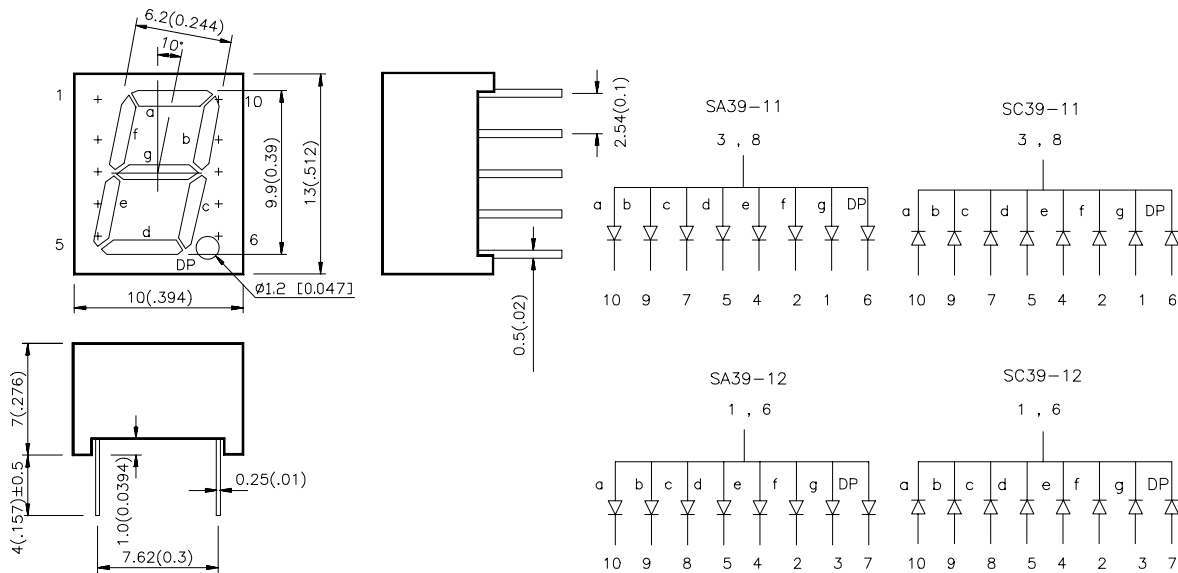 6.2(0.244)
10°
1
10
a
f
b
g
e
c
d
5
6
DP
9.9(0.39)
13(.512)
Ø1.2 [0.047]
10(.394)
2.54(0.1)
0.5(.02)
7(.276)
4(.157)±0.5
1.0(0.0394)
0.25(.01)
7.62(0.3)
SA39-11
3 , 8
a b c d e f g DP
10 9 7 5 4 2 1 6
SC39-11
3 , 8
a b c d e f g DP
10 9 7 5 4 2 1 6
SA39-12
1 , 6
a b c d e f g DP
10 9 8 5 4 2 3 7
SC39-12
1 , 6
a b c d e f g DP
10 9 8 5 4 2 3 7